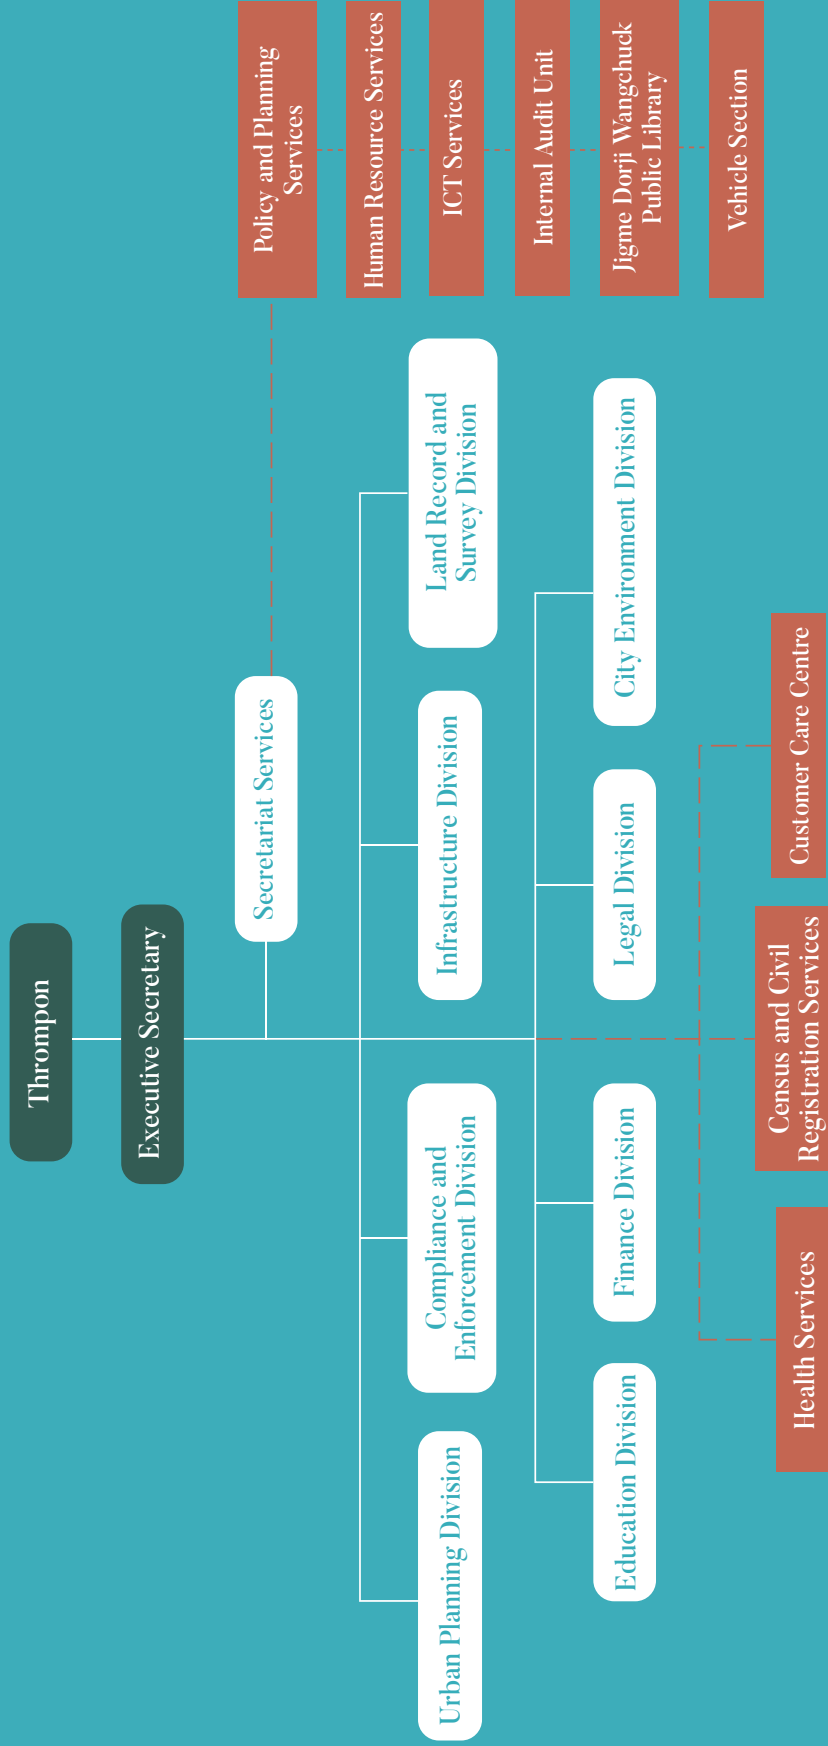 Thrompon
Executive Secretary
Secretariat Services
Policy and Planning
Services
Human Resource Services
ICT Services
Internal Audit Unit
Jigme Dorji Wangchuck
Public Library
Vehicle Section
Urban Planning Division
Compliance and
Enforcement Division
Infrastructure Division
Land Record and
Survey Division
Education Division
Finance Division
Legal Division
City Environment Division
Health Services
Census and Civil
Registration Services
Customer Care Centre